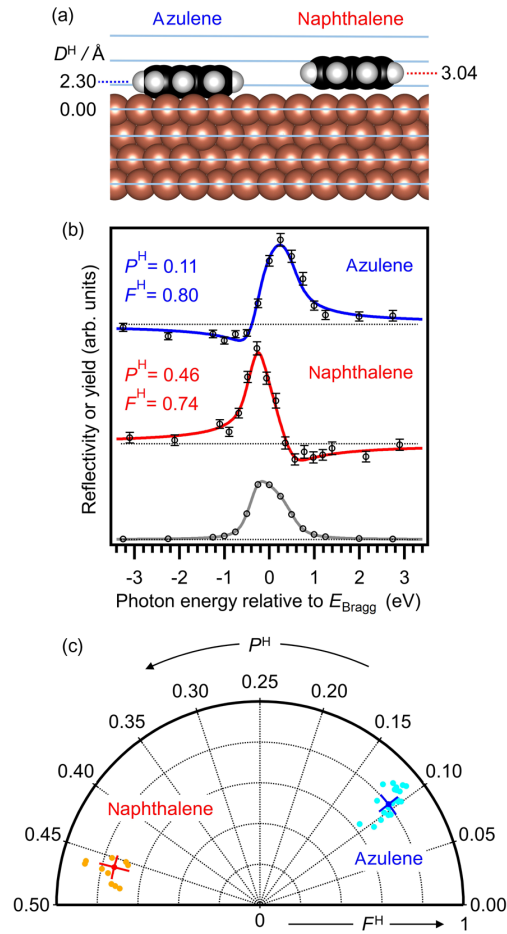 (a)
Azulene
Naphthalene
D^H / Å
2.30
3.04
0.00
(b)
P^H = 0.11
F^H = 0.80
Azulene
P^H = 0.46
F^H = 0.74
Naphthalene
Reflectivity or yield (arb. units)
-3 -2 -1 0 1 2 3
Photon energy relative to E_Bragg (eV)
(c)
P^H
0.25
0.30 0.20
0.35 0.15
0.40 0.10
Naphthalene
0.45 0.05
Azulene
0.50 0.00
0 F^H 1